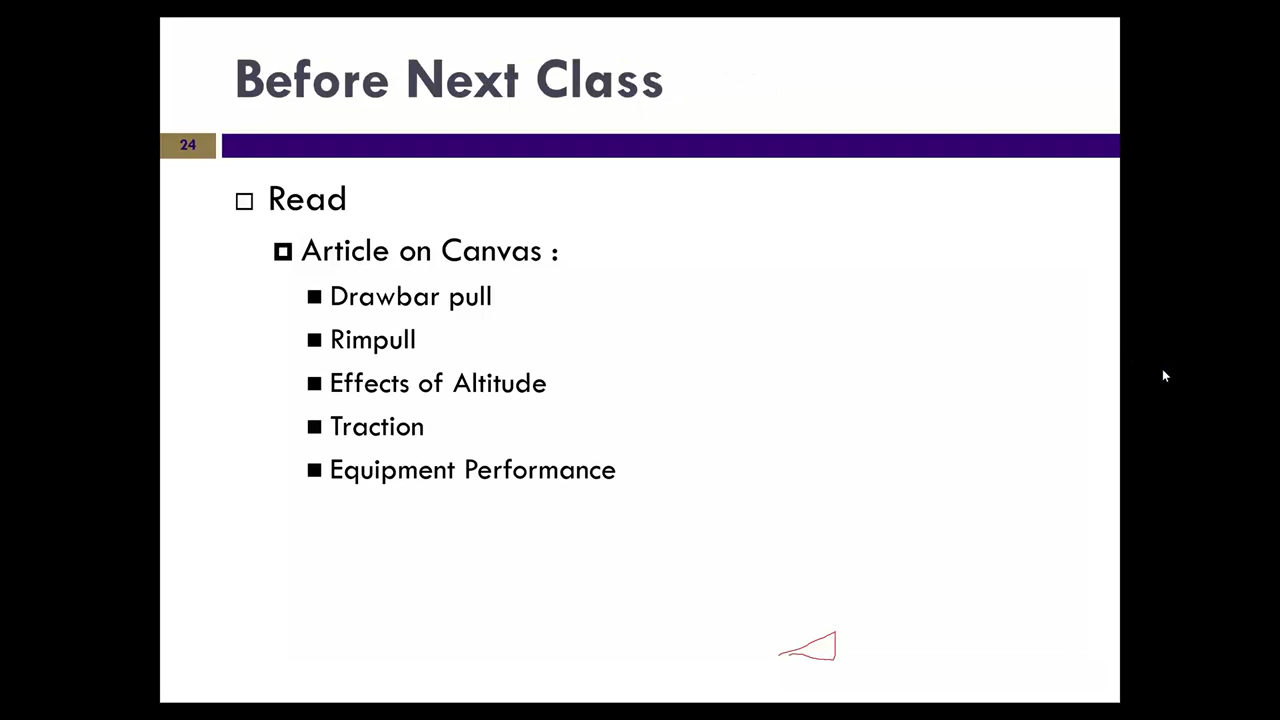 Before Next Class
24
Read
Article on Canvas :
Drawbar pull
Rimpull
Effects of Altitude
Traction
Equipment Performance